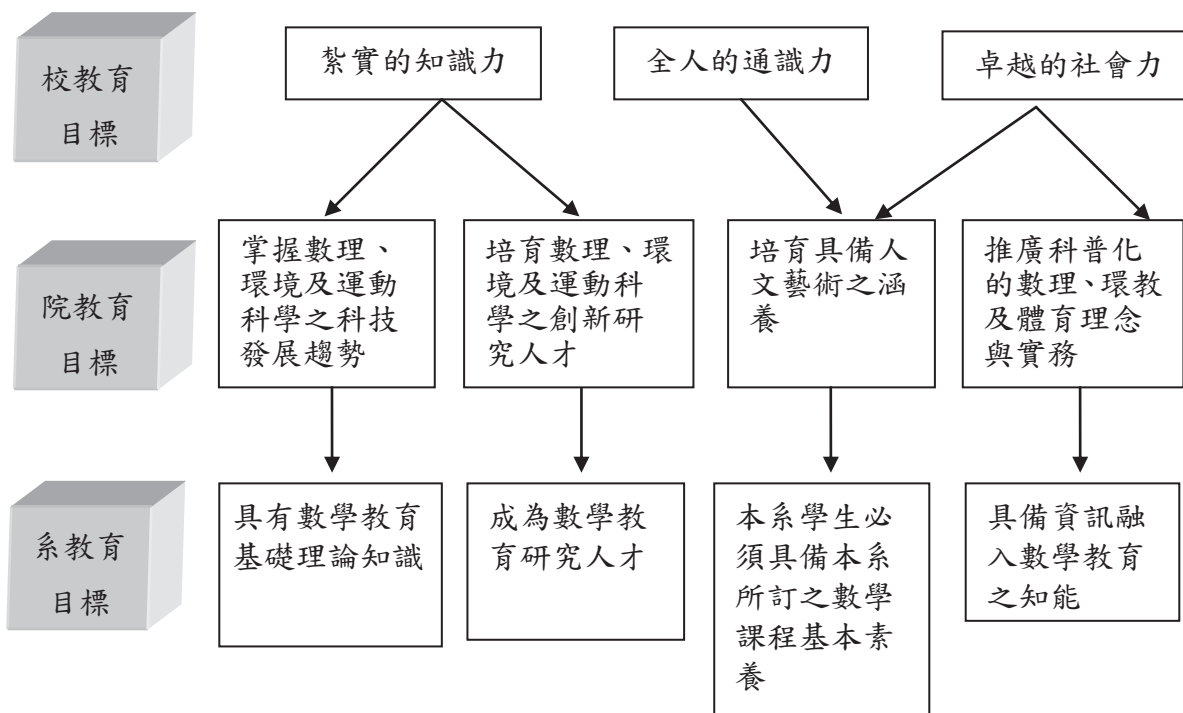 校教育
目標
紮實的知識力
全人的通識力
卓越的社會力
院教育
目標
掌握數理、
環境及運動
科學之科技
發展趨勢
培育數理、環
境及運動科
學之創新研
究人才
培育具備人
文藝術之涵
養
推廣科普化
的數理、環教
及體育理念
與實務
系教育
目標
具有數學教育
基礎理論知識
成為數學教
育研究人才
本系學生必
須具備本系
所訂之數學
課程基本素
養
具備資訊融
入數學教育
之知能